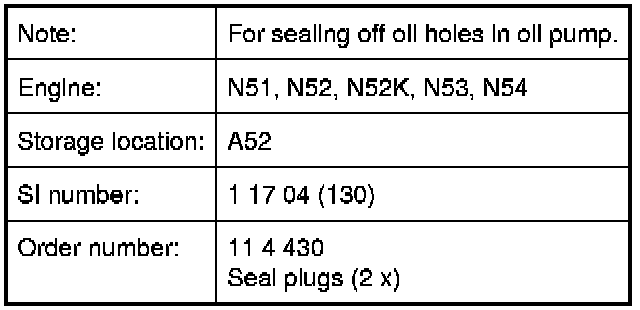 Note: For sealing off oil holes in oil pump.
Engine: N51, N52, N52K, N53, N54
Storage location: A52
SI number: 1 17 04 (130)
Order number: 11 4 430
Seal plugs (2 x)